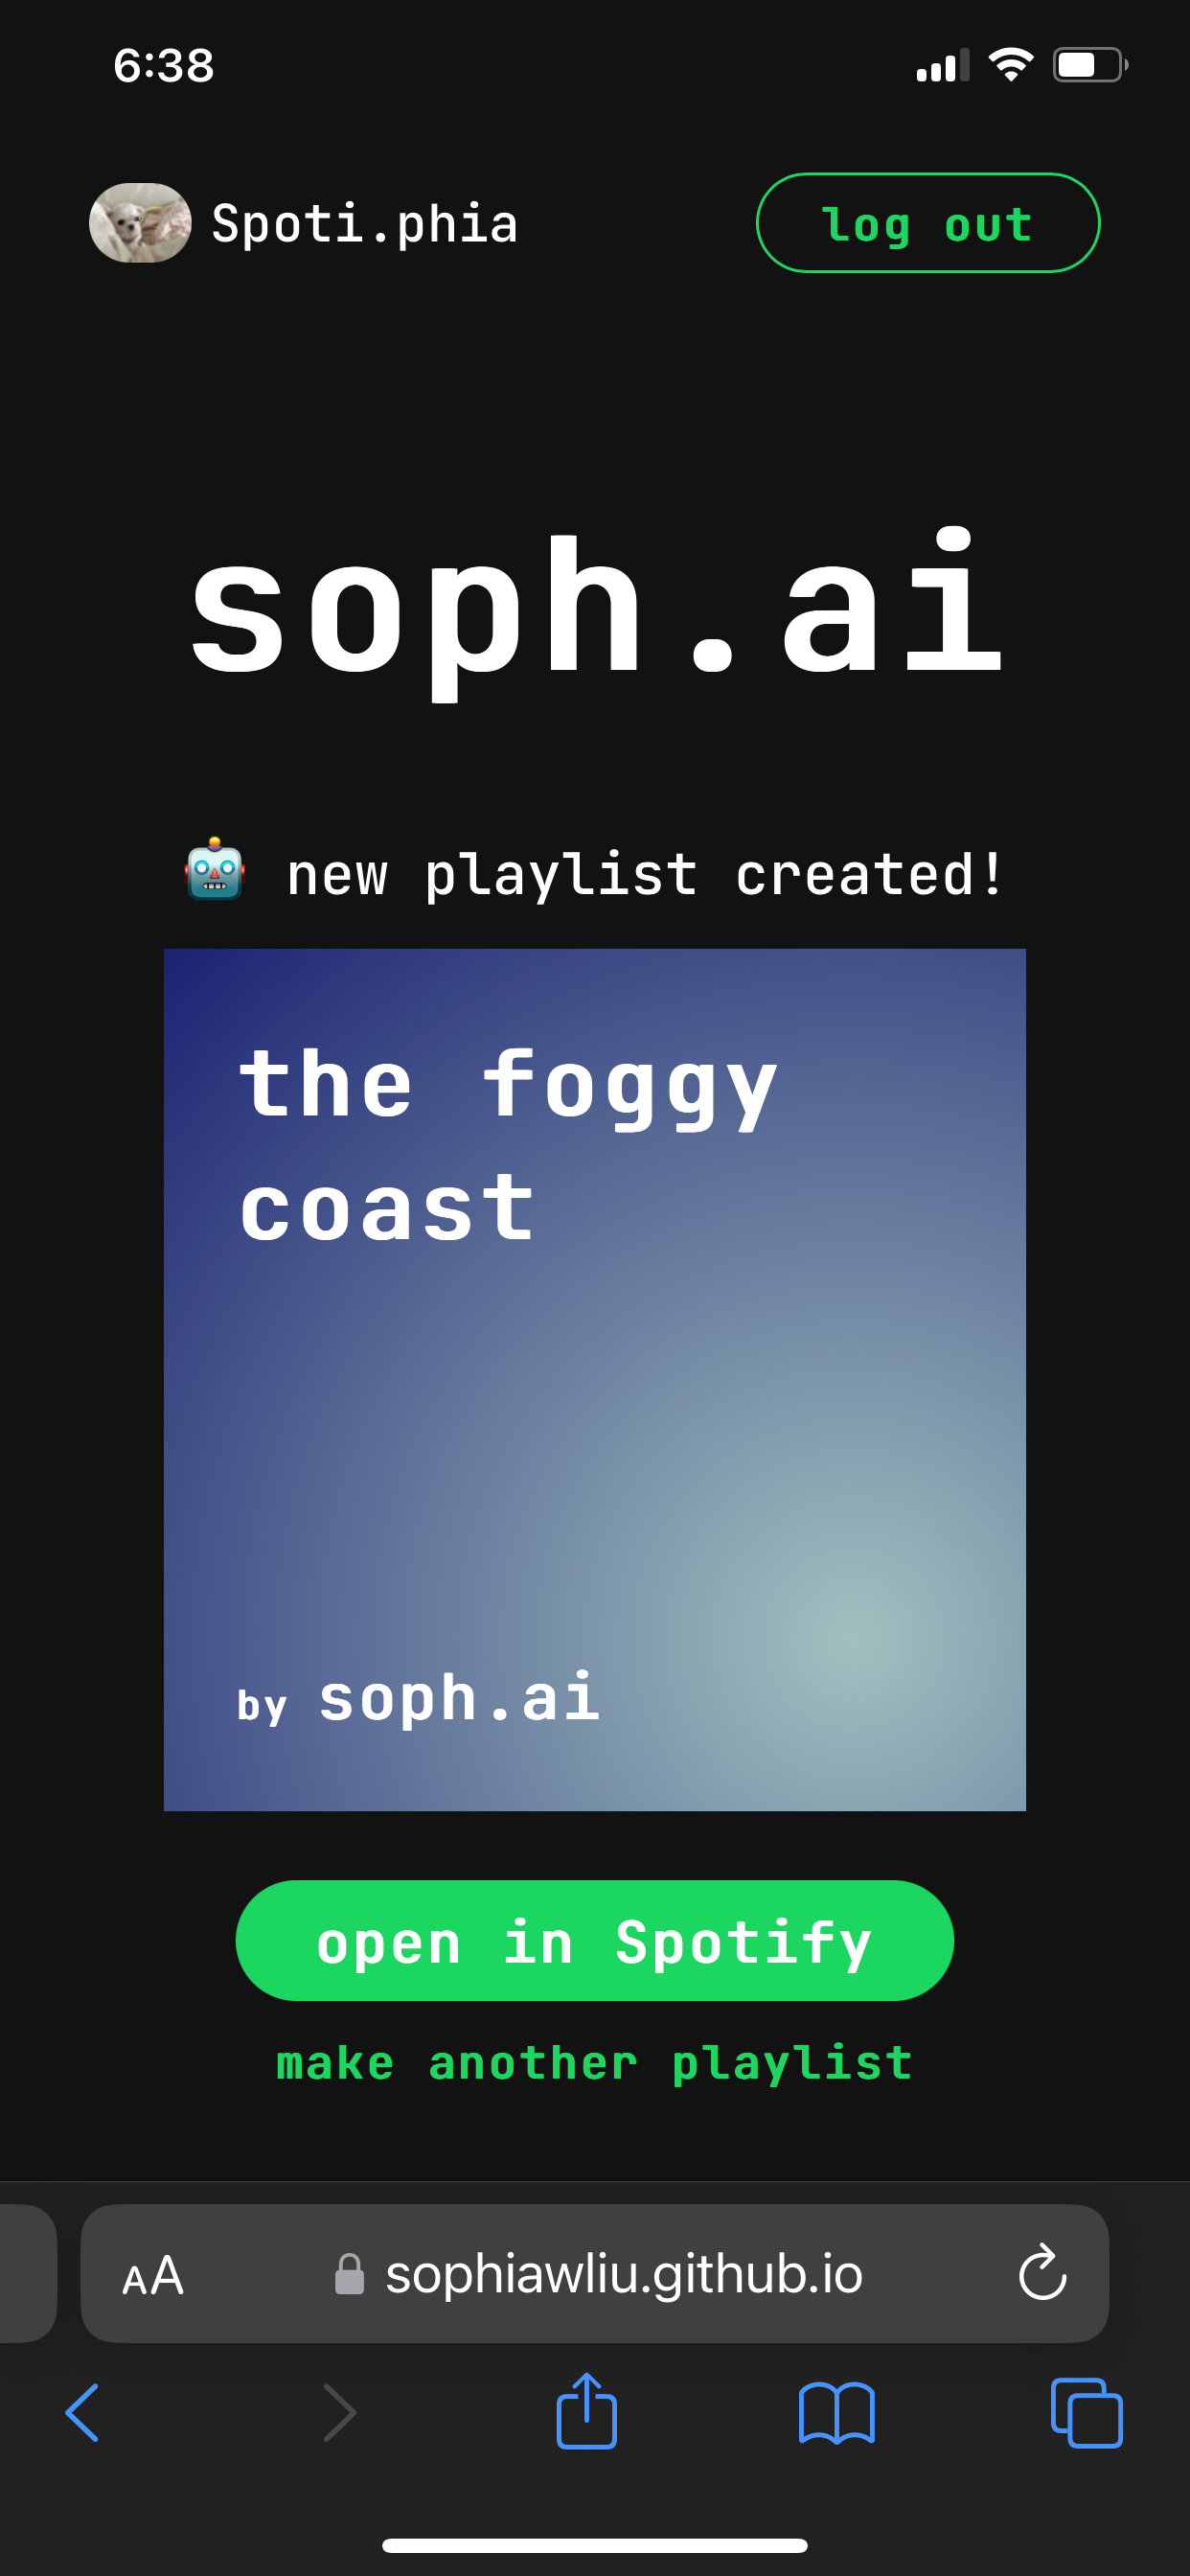 6:38
Spoti.phia
log out
soph.ai
🤖 new playlist created!
the foggy
coast
by soph.ai
open in Spotify
make another playlist
AA
sophiawliu.github.io